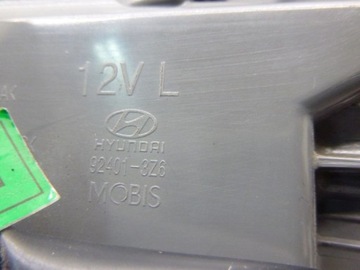 12V L
HYUNDAI
92401-3Z6
MOBIS